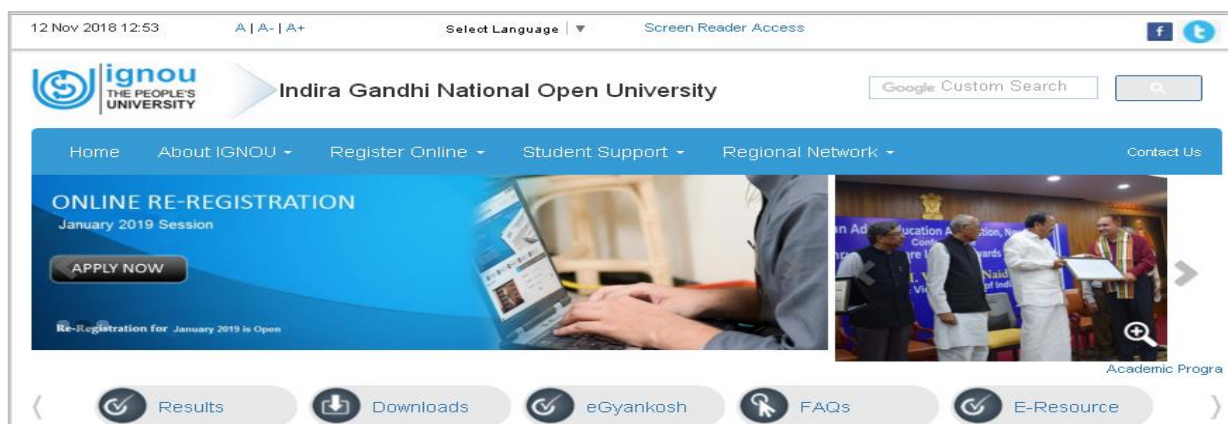 12 Nov 2018 12:53 A | A- | A+ Select Language ▼ Screen Reader Access
ignou
THE PEOPLE'S
UNIVERSITY
Indira Gandhi National Open University
Google Custom Search
Home About IGNOU Register Online Student Support Regional Network Contact Us
ONLINE RE-REGISTRATION
January 2019 Session
APPLY NOW
Re-Registration for January 2019 is Open
Academic Progra
Results Downloads eGyankosh FAQs E-Resource